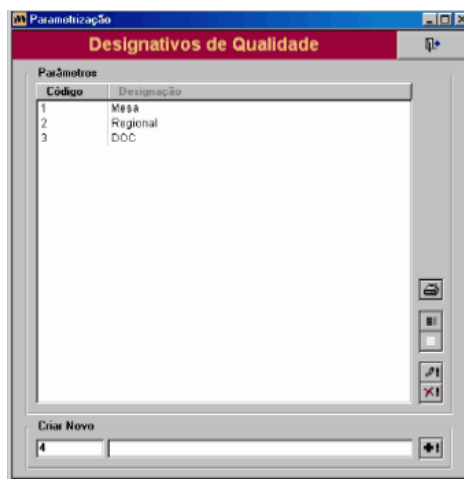 Parametrização
Designativos de Qualidade
Parâmetros
Código Designação
1 Mesa
2 Regional
3 DOC
Criar Novo
4